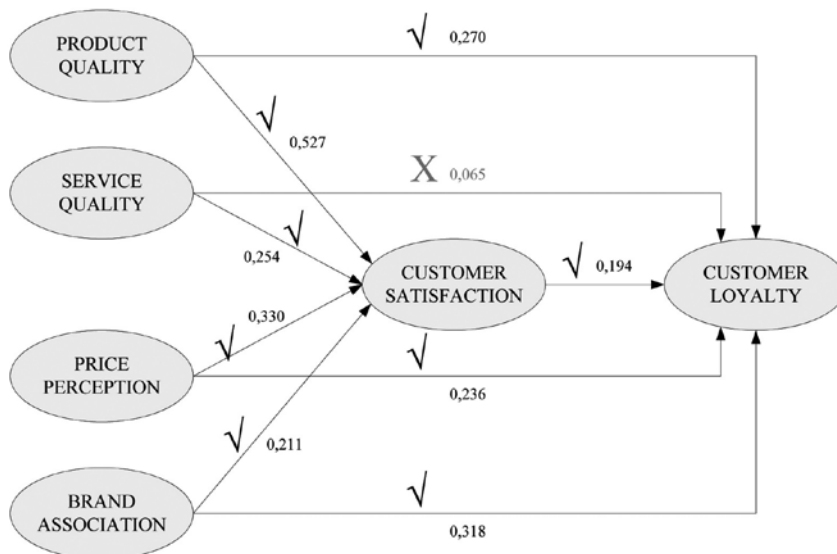 PRODUCT
QUALITY
√ 0,270
√ 0,527
SERVICE
QUALITY
X 0,065
√ 0,254
CUSTOMER
SATISFACTION
√ 0,194
CUSTOMER
LOYALTY
√ 0,330
PRICE
PERCEPTION
√ 0,236
√ 0,211
BRAND
ASSOCIATION
√ 0,318